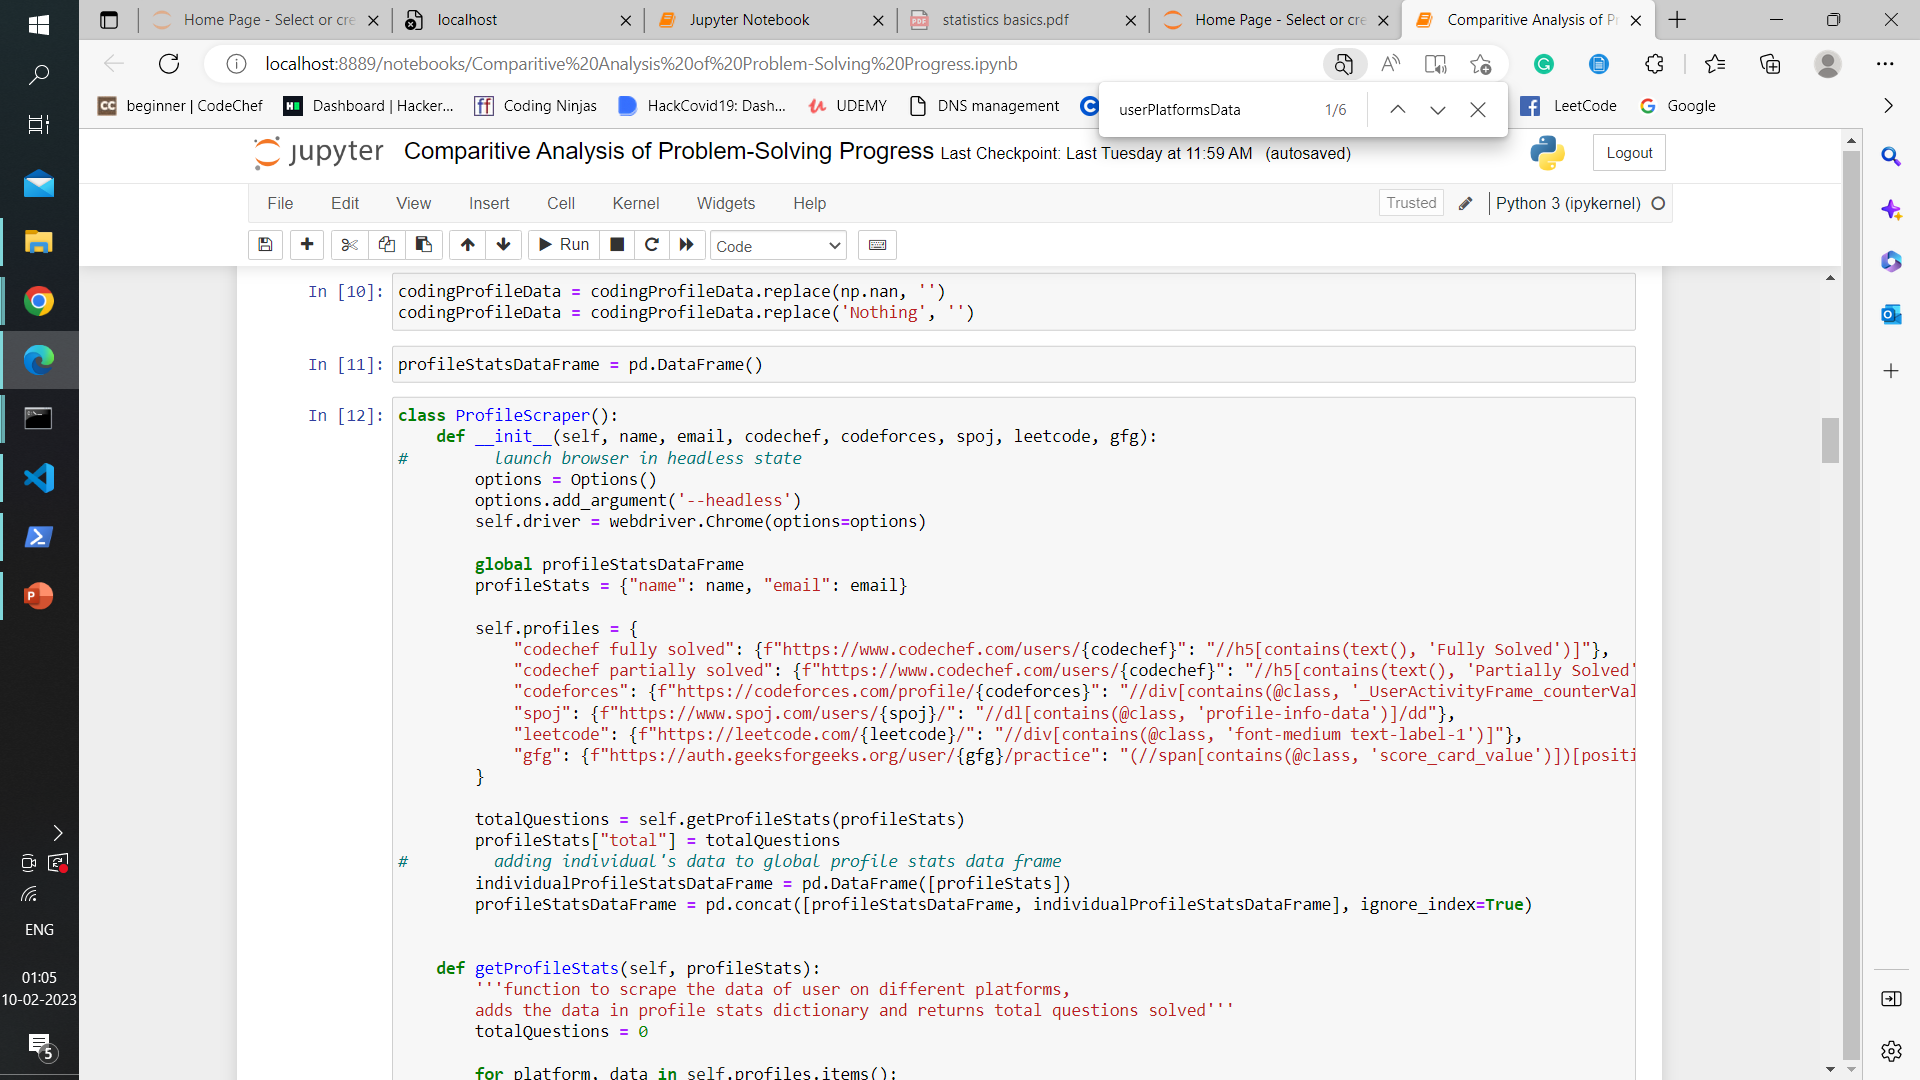 Home Page - Select or cre
localhost
Jupyter Notebook
statistics basics.pdf
Home Page - Select or cre
Comparitive Analysis of Pr
localhost:8889/notebooks/Comparitive%20Analysis%20of%20Problem-Solving%20Progress.ipynb
beginner | CodeChef
Dashboard | Hacker...
Coding Ninjas
HackCovid19: Dash...
UDEMY
DNS management
LeetCode
Google
userPlatformsData 1/6
jupyter Comparitive Analysis of Problem-Solving Progress Last Checkpoint: Last Tuesday at 11:59 AM (autosaved)
Logout
File Edit View Insert Cell Kernel Widgets Help
Trusted
Python 3 (ipykernel)
Run
Code
In [10]: codingProfileData = codingProfileData.replace(np.nan, '')
codingProfileData = codingProfileData.replace('Nothing', '')
In [11]: profileStatsDataFrame = pd.DataFrame()
In [12]: class ProfileScraper():
def __init__(self, name, email, codechef, codeforces, spoj, leetcode, gfg):
# launch browser in headless state
options = Options()
options.add_argument('--headless')
self.driver = webdriver.Chrome(options=options)
global profileStatsDataFrame
profileStats = {"name": name, "email": email}
self.profiles = {
"codechef fully solved": {f"https://www.codechef.com/users/{codechef}": "//h5[contains(text(), 'Fully Solved')]"},
"codechef partially solved": {f"https://www.codechef.com/users/{codechef}": "//h5[contains(text(), 'Partially Solved'
"codeforces": {f"https://codeforces.com/profile/{codeforces}": "//div[contains(@class, '_UserActivityFrame_counterVal
"spoj": {f"https://www.spoj.com/users/{spoj}/": "//dl[contains(@class, 'profile-info-data')]/dd"},
"leetcode": {f"https://leetcode.com/{leetcode}/": "//div[contains(@class, 'font-medium text-label-1')]"},
"gfg": {f"https://auth.geeksforgeeks.org/user/{gfg}/practice": "(//span[contains(@class, 'score_card_value')])[positi
}
totalQuestions = self.getProfileStats(profileStats)
profileStats["total"] = totalQuestions
# adding individual's data to global profile stats data frame
individualProfileStatsDataFrame = pd.DataFrame([profileStats])
profileStatsDataFrame = pd.concat([profileStatsDataFrame, individualProfileStatsDataFrame], ignore_index=True)
def getProfileStats(self, profileStats):
'''function to scrape the data of user on different platforms,
adds the data in profile stats dictionary and returns total questions solved'''
totalQuestions = 0
for platform, data in self.profiles.items():
ENG
01:05
10-02-2023
5